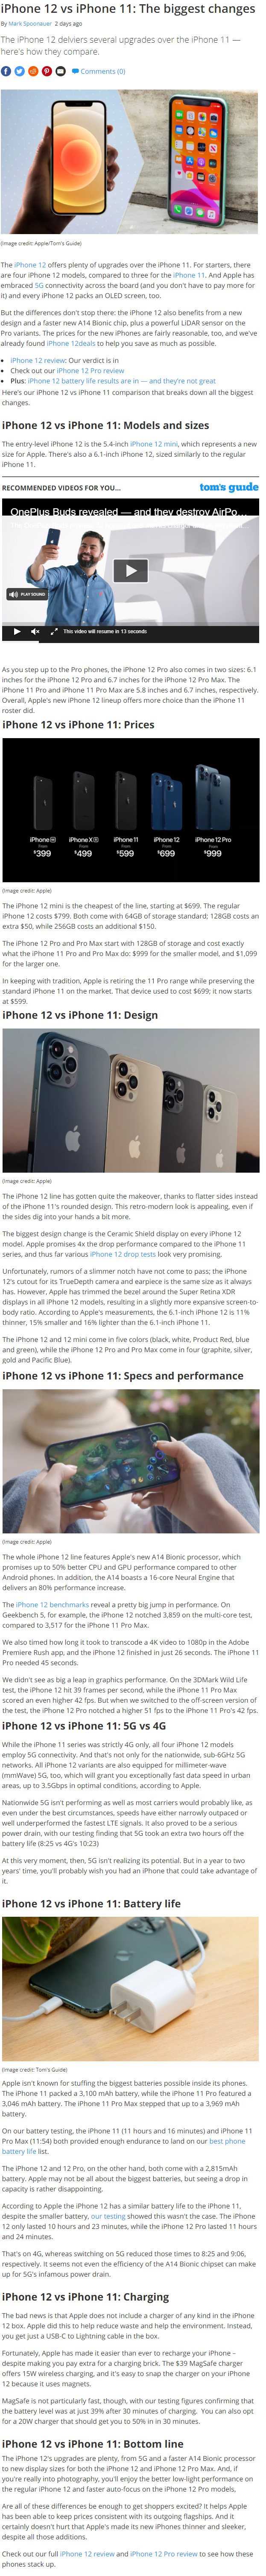 iPhone 12 vs iPhone 11: The biggest changes
By Mark Spoonauer 2 days ago
The iPhone 12 delviers several upgrades over the iPhone 11 —
here's how they compare.
Comments (0)
(Image credit: Apple/Tom's Guide)
The iPhone 12 offers plenty of upgrades over the iPhone 11. For starters, there
are four iPhone 12 models, compared to three for the iPhone 11. And Apple has
embraced 5G connectivity across the board (and you don't have to pay more for
it) and every iPhone 12 packs an OLED screen, too.
But the differences don't stop there: the iPhone 12 also benefits from a new
design and a faster new A14 Bionic chip, plus a powerful LiDAR sensor on the
Pro variants. The prices for the new iPhones are fairly reasonable, too, and we've
already found iPhone 12deals to help you save as much as possible.
iPhone 12 review: Our verdict is in
Check out our iPhone 12 Pro review
Plus: iPhone 12 battery life results are in — and they're not great
Here's our iPhone 12 vs iPhone 11 comparison that breaks down all the biggest
changes.
iPhone 12 vs iPhone 11: Models and sizes
The entry-level iPhone 12 is the 5.4-inch iPhone 12 mini, which represents a new
size for Apple. There's also a 6.1-inch iPhone 12, sized similarly to the regular
iPhone 11.
RECOMMENDED VIDEOS FOR YOU...
tom's guide
OnePlus Buds revealed — and they destroy AirPo...
PLAY SOUND
This video will resume in 13 seconds
As you step up to the Pro phones, the iPhone 12 Pro also comes in two sizes: 6.1
inches for the iPhone 12 Pro and 6.7 inches for the iPhone 12 Pro Max. The
iPhone 11 Pro and iPhone 11 Pro Max are 5.8 inches and 6.7 inches, respectively.
Overall, Apple's new iPhone 12 lineup offers more choice than the iPhone 11
roster did.
iPhone 12 vs iPhone 11: Prices
iPhone SE iPhone XR iPhone 11 iPhone 12 iPhone 12 Pro
From From From From From
$399 $499 $599 $699 $999
(Image credit: Apple)
The iPhone 12 mini is the cheapest of the line, starting at $699. The regular
iPhone 12 costs $799. Both come with 64GB of storage standard; 128GB costs an
extra $50, while 256GB costs an additional $150.
The iPhone 12 Pro and Pro Max start with 128GB of storage and cost exactly
what the iPhone 11 Pro and Pro Max do: $999 for the smaller model, and $1,099
for the larger one.
In keeping with tradition, Apple is retiring the 11 Pro range while preserving the
standard iPhone 11 on the market. That device used to cost $699; it now starts
at $599.
iPhone 12 vs iPhone 11: Design
(Image credit: Apple)
The iPhone 12 line has gotten quite the makeover, thanks to flatter sides instead
of the iPhone 11's rounded design. This retro-modern look is appealing, even if
the sides dig into your hands a bit more.
The biggest design change is the Ceramic Shield display on every iPhone 12
model. Apple promises 4x the drop performance compared to the iPhone 11
series, and thus far various iPhone 12 drop tests look very promising.
Unfortunately, rumors of a slimmer notch have not come to pass; the iPhone
12's cutout for its TrueDepth camera and earpiece is the same size as it always
has. However, Apple has trimmed the bezel around the Super Retina XDR
displays in all iPhone 12 models, resulting in a slightly more expansive screen-to-
body ratio. According to Apple's measurements, the 6.1-inch iPhone 12 is 11%
thinner, 15% smaller and 16% lighter than the 6.1-inch iPhone 11.
The iPhone 12 and 12 mini come in five colors (black, white, Product Red, blue
and green), while the iPhone 12 Pro and Pro Max come in four (graphite, silver,
gold and Pacific Blue).
iPhone 12 vs iPhone 11: Specs and performance
(Image credit: Apple)
The whole iPhone 12 line features Apple's new A14 Bionic processor, which
promises up to 50% better CPU and GPU performance compared to other
Android phones. In addition, the A14 boasts a 16-core Neural Engine that
delivers an 80% performance increase.
The iPhone 12 benchmarks reveal a pretty big jump in performance. On
Geekbench 5, for example, the iPhone 12 notched 3,859 on the multi-core test,
compared to 3,517 for the iPhone 11 Pro Max.
We also timed how long it took to transcode a 4K video to 1080p in the Adobe
Premiere Rush app, and the iPhone 12 finished in just 26 seconds. The iPhone 11
Pro needed 45 seconds.
We didn't see as big a leap in graphics performance. On the 3DMark Wild Life
test, the iPhone 12 hit 39 frames per second, while the iPhone 11 Pro Max
scored an even higher 42 fps. But when we switched to the off-screen version of
the test, the iPhone 12 Pro notched a higher 51 fps to the iPhone 11 Pro's 42 fps.
iPhone 12 vs iPhone 11: 5G vs 4G
While the iPhone 11 series was strictly 4G only, all four iPhone 12 models
employ 5G connectivity. And that's not only for the nationwide, sub-6GHz 5G
networks. All iPhone 12 variants are also equipped for millimeter-wave
(mmWave) 5G, too, which will grant you exceptionally fast data speed in urban
areas, up to 3.5Gbps in optimal conditions, according to Apple.
Nationwide 5G isn't performing as well as most carriers would probably like, as
even under the best circumstances, speeds have either narrowly outpaced or
well underperformed the fastest LTE signals. It also proved to be a serious
power drain, with our testing finding that 5G took an extra two hours off the
battery life (8:25 vs 4G's 10:23)
At this very moment, then, 5G isn't realizing its potential. But in a year to two
years' time, you'll probably wish you had an iPhone that could take advantage of
it.
iPhone 12 vs iPhone 11: Battery life
(Image credit: Tom's Guide)
Apple isn't known for stuffing the biggest batteries possible inside its phones.
The iPhone 11 packed a 3,100 mAh battery, while the iPhone 11 Pro featured a
3,046 mAh battery. The iPhone 11 Pro Max stepped that up to a 3,969 mAh
battery.
On our battery testing, the iPhone 11 (11 hours and 16 minutes) and iPhone 11
Pro Max (11:54) both provided enough endurance to land on our best phone
battery life list.
The iPhone 12 and 12 Pro, on the other hand, both come with a 2,815mAh
battery. Apple may not be all about the biggest batteries, but seeing a drop in
capacity is rather disappointing.
According to Apple the iPhone 12 has a similar battery life to the iPhone 11,
despite the smaller battery, our testing showed this wasn't the case. The iPhone
12 only lasted 10 hours and 23 minutes, while the iPhone 12 Pro lasted 11 hours
and 24 minutes.
That's on 4G, whereas switching on 5G reduced those times to 8:25 and 9:06,
respectively. It seems not even the efficiency of the A14 Bionic chipset can make
up for 5G's infamous power drain.
iPhone 12 vs iPhone 11: Charging
The bad news is that Apple does not include a charger of any kind in the iPhone
12 box. Apple did this to help reduce waste and help the environment. Instead,
you get just a USB-C to Lightning cable in the box.
Fortunately, Apple has made it easier than ever to recharge your iPhone –
despite making you pay extra for a charging brick. The $39 MagSafe charger
offers 15W wireless charging, and it's easy to snap the charger on your iPhone
12 because it uses magnets.
MagSafe is not particularly fast, though, with our testing figures confirming that
the battery level was at just 39% after 30 minutes of charging. You can also opt
for a 20W charger that should get you to 50% in in 30 minutes.
iPhone 12 vs iPhone 11: Bottom line
The iPhone 12's upgrades are plenty, from 5G and a faster A14 Bionic processor
to new display sizes for both the iPhone 12 and iPhone 12 Pro Max. And, if
you're really into photography, you'll enjoy the better low-light performance on
the regular iPhone 12 and faster auto-focus on the iPhone 12 Pro models.
Are all of these differences be enough to get shoppers excited? It helps Apple
has been able to keep prices consistent with its outgoing flagships. And it
certainly doesn't hurt that Apple's made its new iPhones thinner and sleeker,
despite all those additions.
Check out our full iPhone 12 review and iPhone 12 Pro review to see how these
phones stack up.